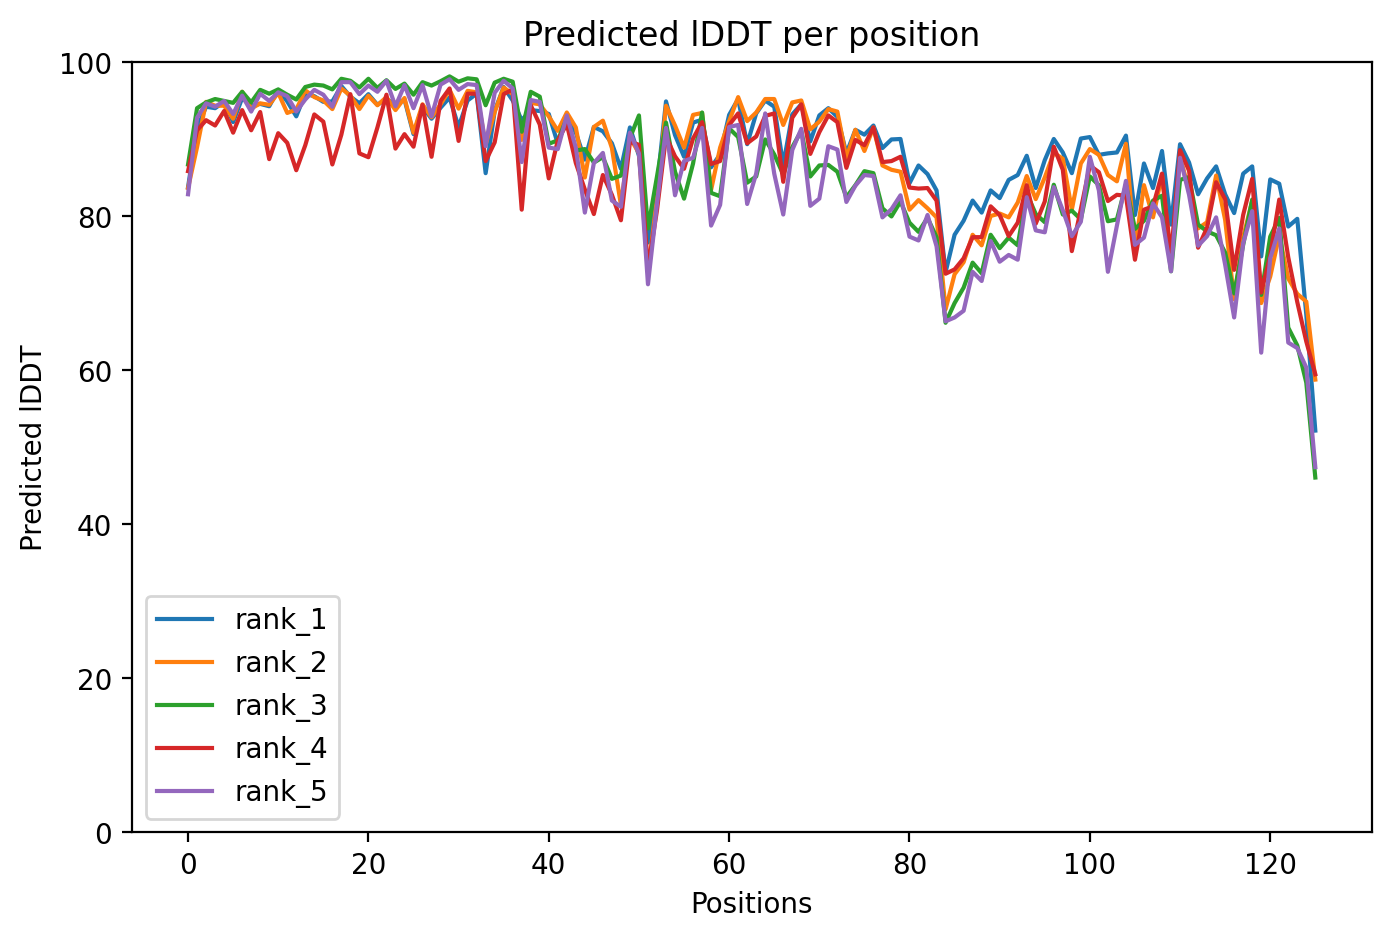 Predicted lDDT per position
100
80
60
40
20
0
Predicted lDDT
rank_1
rank_2
rank_3
rank_4
rank_5
0 20 40 60 80 100 120
Positions